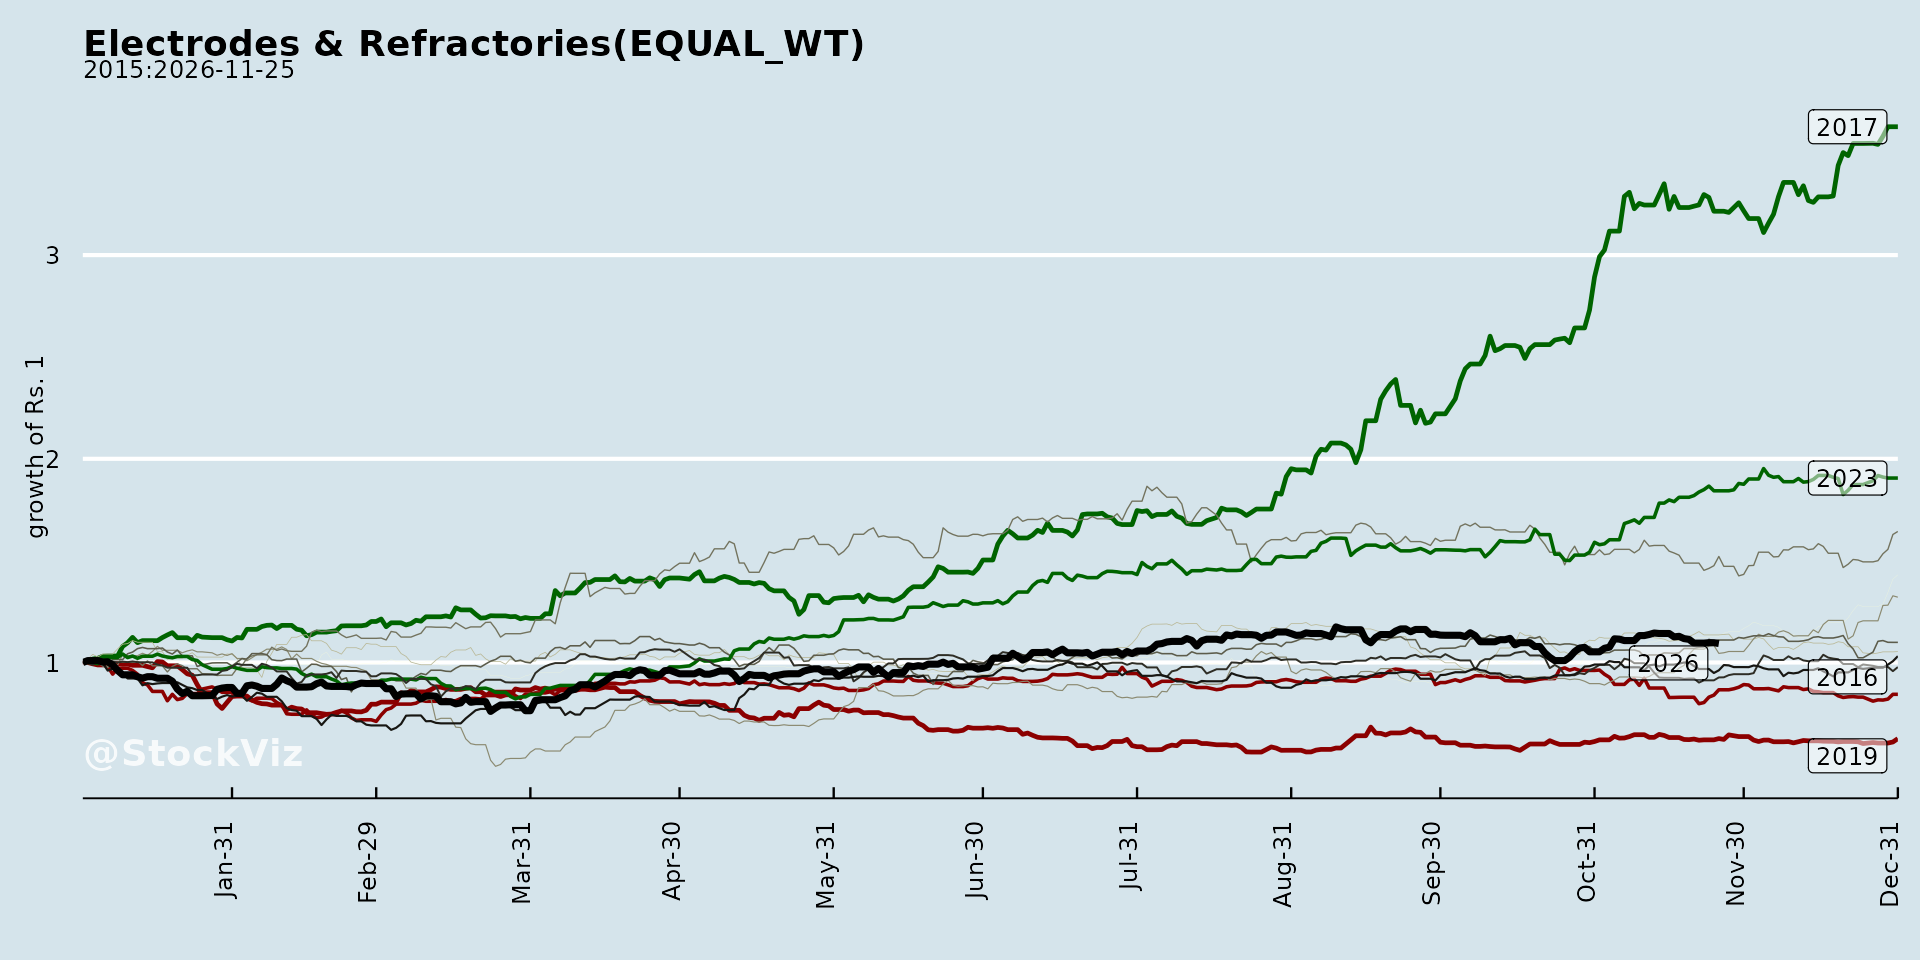 Electrodes & Refractories(EQUAL_WT)
2015:2026-11-25
growth of Rs. 1
3
2
1
2017
2023
2026
2016
2019
@StockViz
Jan-31
Feb-29
Mar-31
Apr-30
May-31
Jun-30
Jul-31
Aug-31
Sep-30
Oct-31
Nov-30
Dec-31